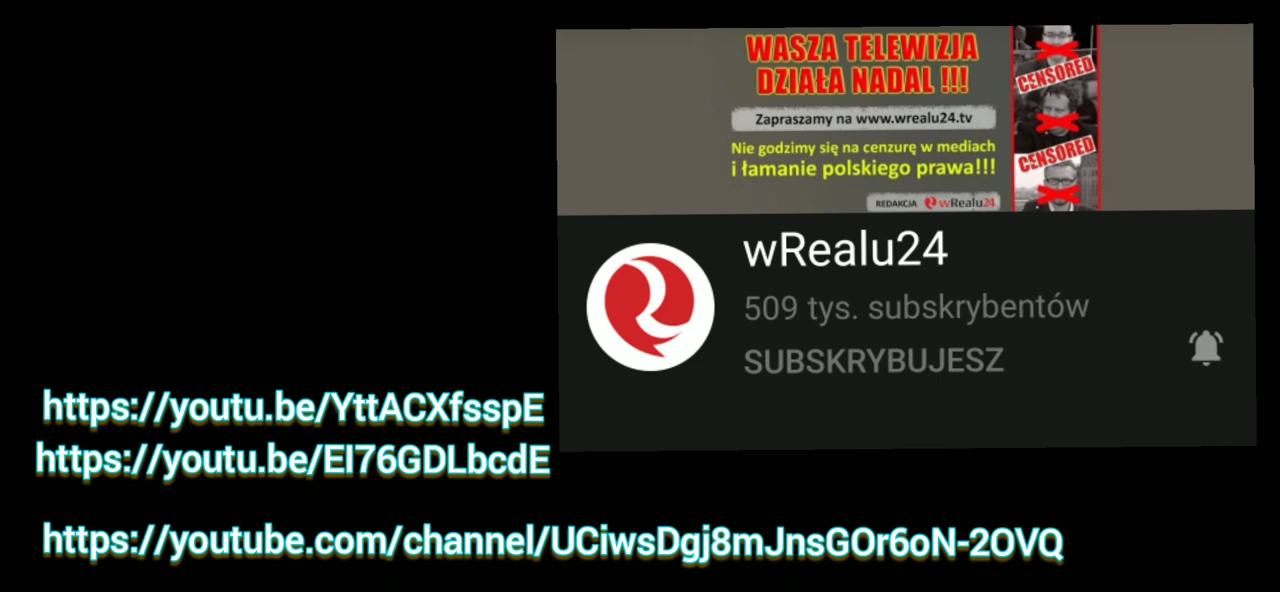 WASZA TELEWIZJA
DZIAŁA NADAL !!!
Zapraszamy na www.wrealu24.tv
Nie godzimy się na cenzurę w mediach
i łamanie polskiego prawa!!!
REDAKCJA wRealu24
CENSORED
CENSORED
wRealu24
509 tys. subskrybentów
SUBSKRYBUJESZ
https://youtu.be/YttACXfsspE
https://youtu.be/EI76GDLbcdE
https://youtube.com/channel/UCiwsDgj8mJnsGOr6oN-2OVQ